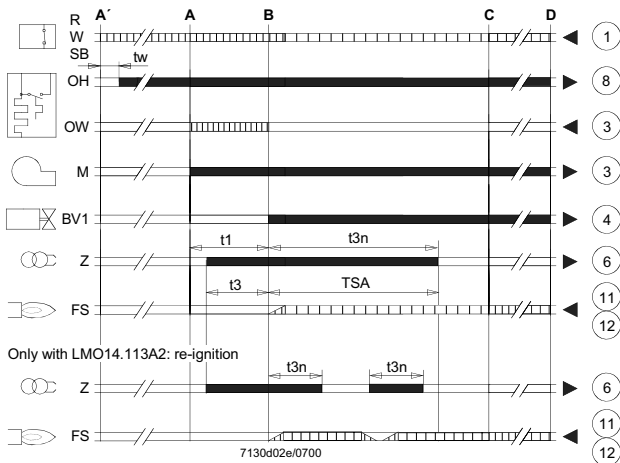 A´ A B C D
R
W 1
SB tw
OH 8
OW 3
M 3
BV1 4
t1 t3n
Z 6
t3 TSA
FS 11
12
Only with LMO14.113A2: re-ignition
t3n t3n
Z 6
FS 11
12
7130d02e/0700